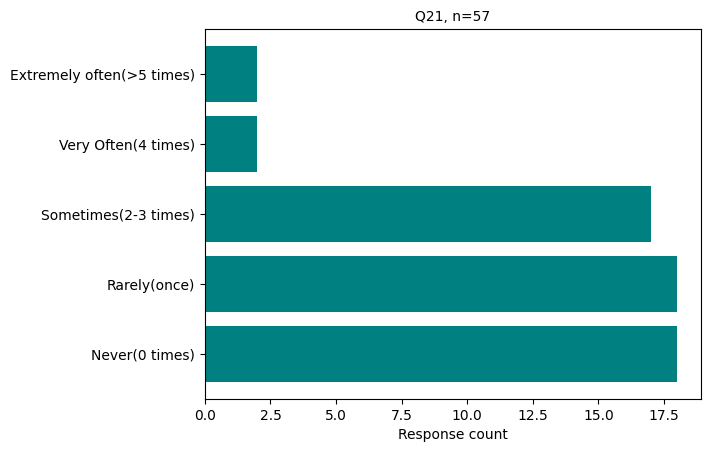 Q21, n=57
Extremely often(>5 times)
Very Often(4 times)
Sometimes(2-3 times)
Rarely(once)
Never(0 times)
0.0 2.5 5.0 7.5 10.0 12.5 15.0 17.5
Response count